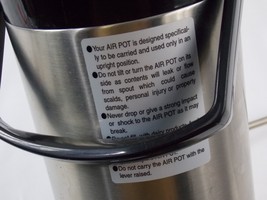 ●Your AIR POT is designed specifical-
ly to be carried and used only in an
upright position.
●Do not tilt or turn the AIR POT on its
side as contents will leak or flow
from spout which could cause
scalds, personal injury or property
damage.
●Never drop or give a strong impact
or shock to the AIR POT as it may
break.
●Do not carry the AIR POT with the
lever raised.